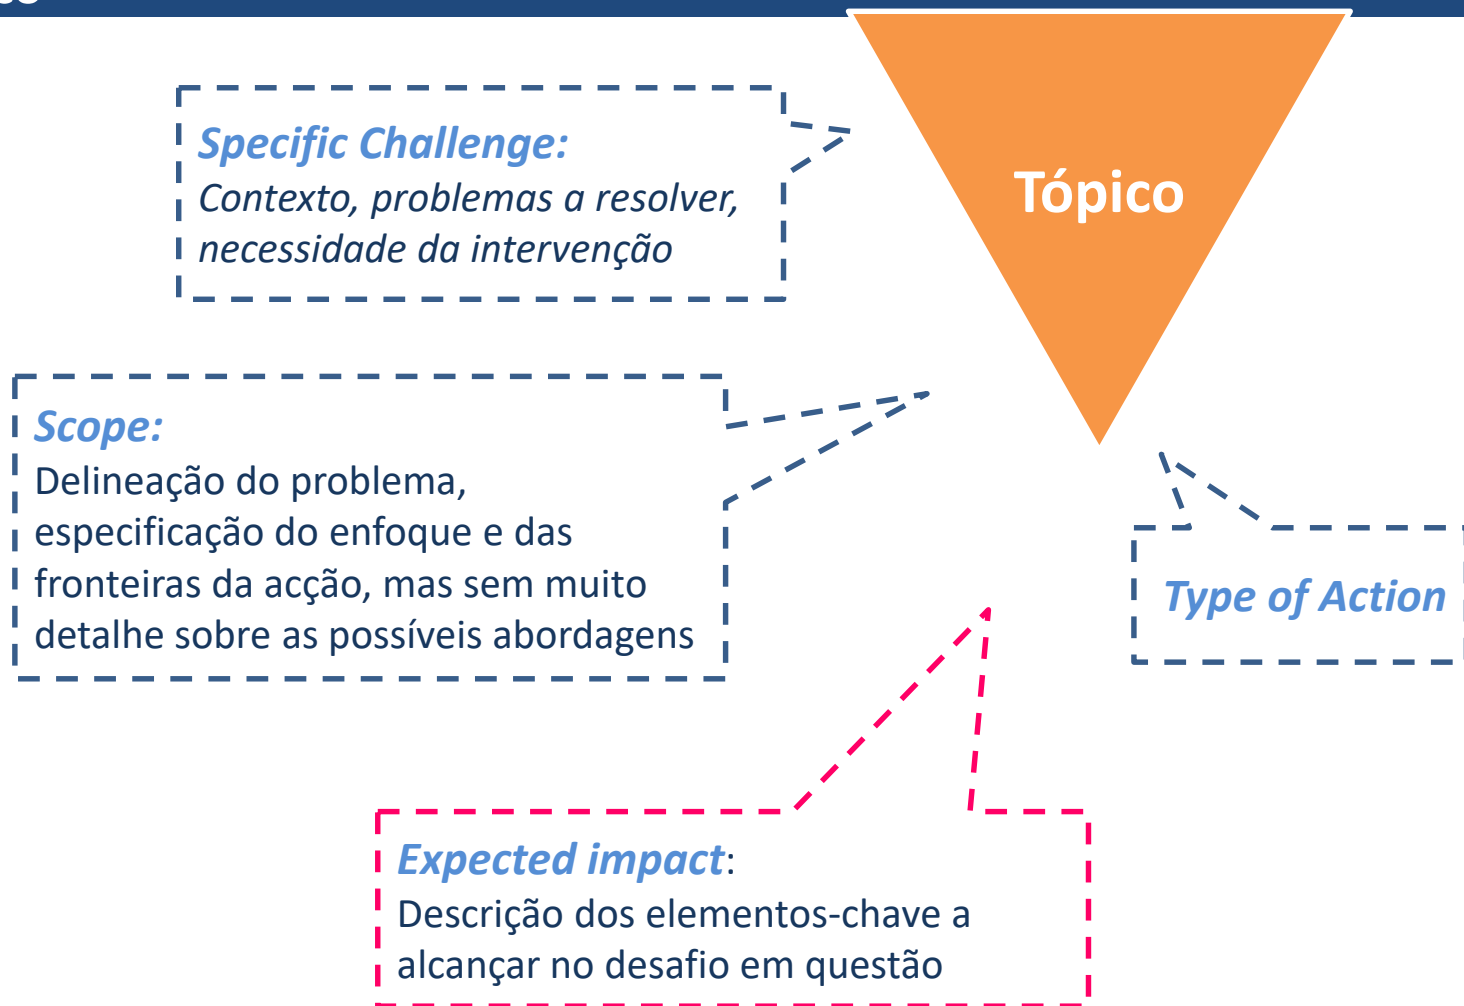 Specific Challenge:
Contexto, problemas a resolver,
necessidade da intervenção
Tópico
Scope:
Delineação do problema,
especificação do enfoque e das
fronteiras da acção, mas sem muito
detalhe sobre as possíveis abordagens
Type of Action
Expected impact:
Descrição dos elementos-chave a
alcançar no desafio em questão